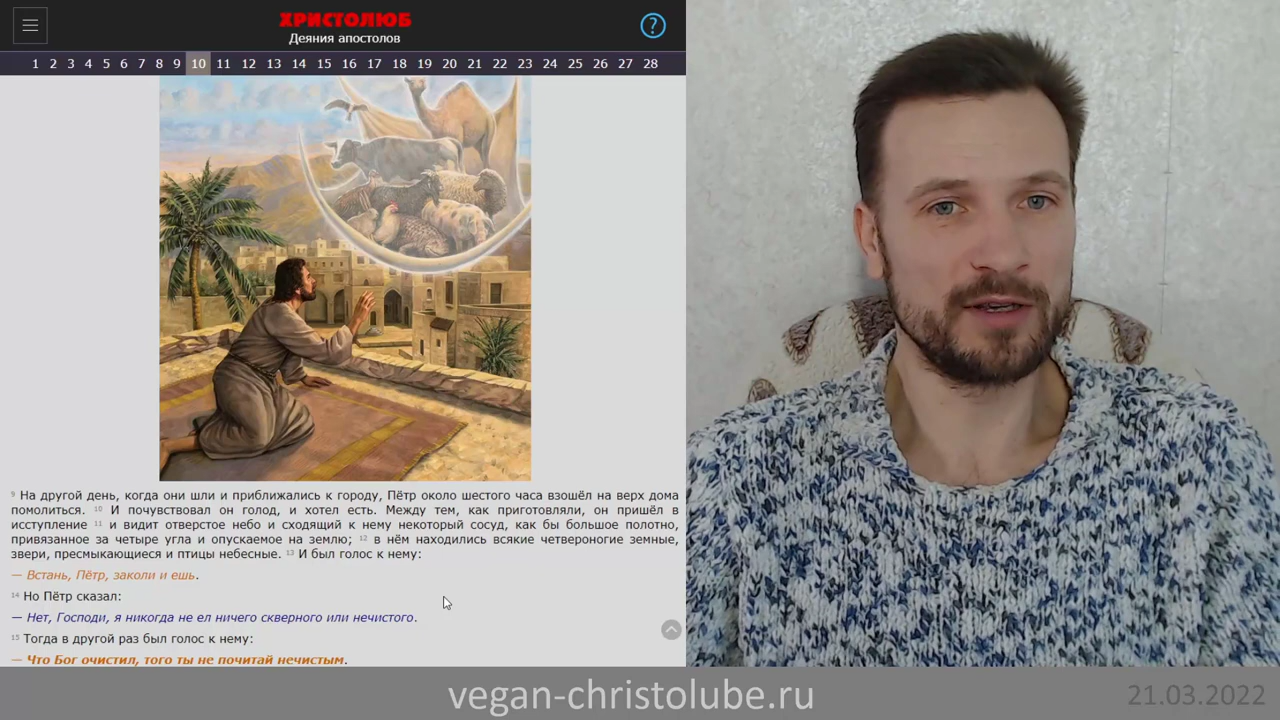 ХРИСТОЛЮБ
Деяния апостолов
?
1 2 3 4 5 6 7 8 9 10 11 12 13 14 15 16 17 18 19 20 21 22 23 24 25 26 27 28
9 На другой день, когда они шли и приближались к городу, Пётр около шестого часа взошёл на верх дома
помолиться. 10 И почувствовал он голод, и хотел есть. Между тем, как приготовляли, он пришёл в
исступление 11 и видит отверстое небо и сходящий к нему некоторый сосуд, как бы большое полотно,
привязанное за четыре угла и опускаемое на землю; 12 в нём находились всякие четвероногие земные,
звери, пресмыкающиеся и птицы небесные. 13 И был голос к нему:
— Встань, Пётр, заколи и ешь.
14 Но Пётр сказал:
— Нет, Господи, я никогда не ел ничего скверного или нечистого.
15 Тогда в другой раз был голос к нему:
— Что Бог очистил, того ты не почитай нечистым.
vegan-christolube.ru
21.03.2022